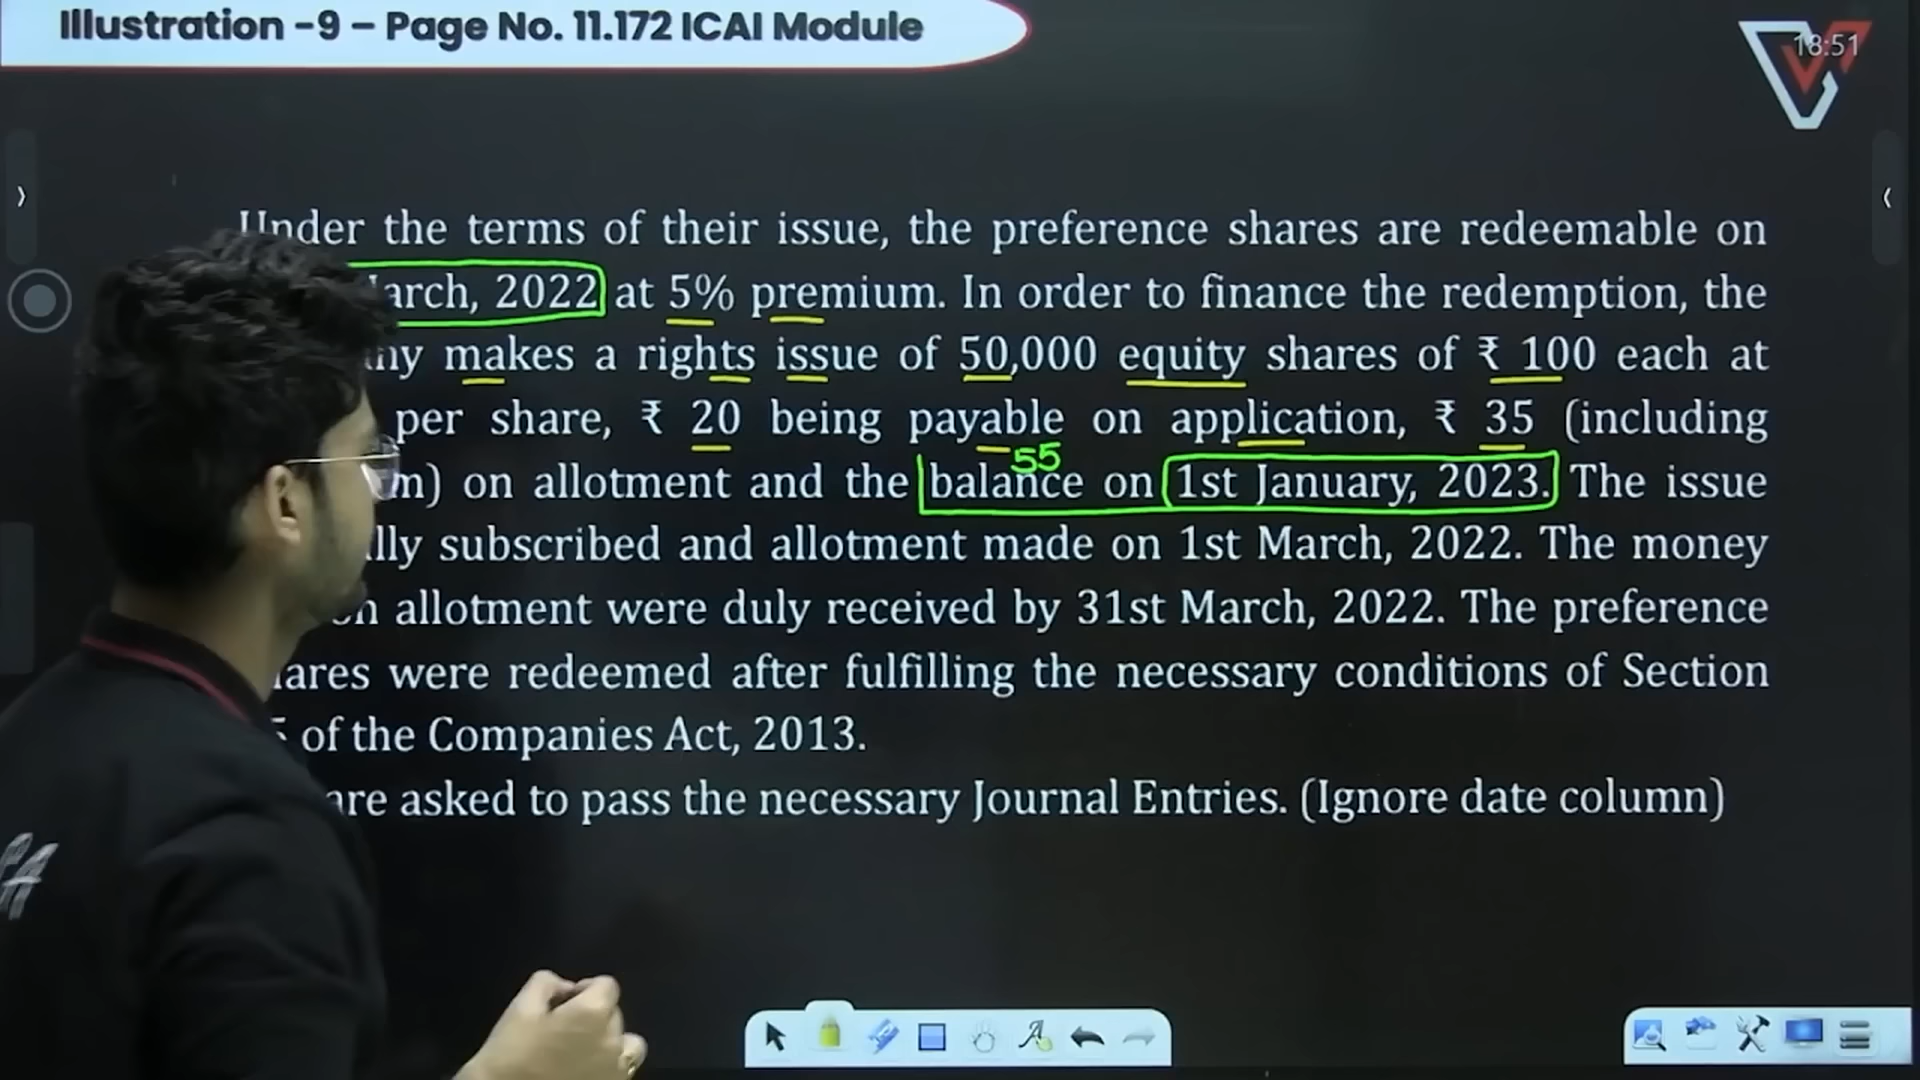 Illustration -9 – Page No. 11.172 ICAI Module
18:51
Under the terms of their issue, the preference shares are redeemable on
March, 2022 at 5% premium. In order to finance the redemption, the
makes a rights issue of 50,000 equity shares of ₹ 100 each at
per share, ₹ 20 being payable on application, ₹ 35 (including
55
on allotment and the balance on 1st January, 2023. The issue
subscribed and allotment made on 1st March, 2022. The money
allotment were duly received by 31st March, 2022. The preference
shares were redeemed after fulfilling the necessary conditions of Section
of the Companies Act, 2013.
are asked to pass the necessary Journal Entries. (Ignore date column)